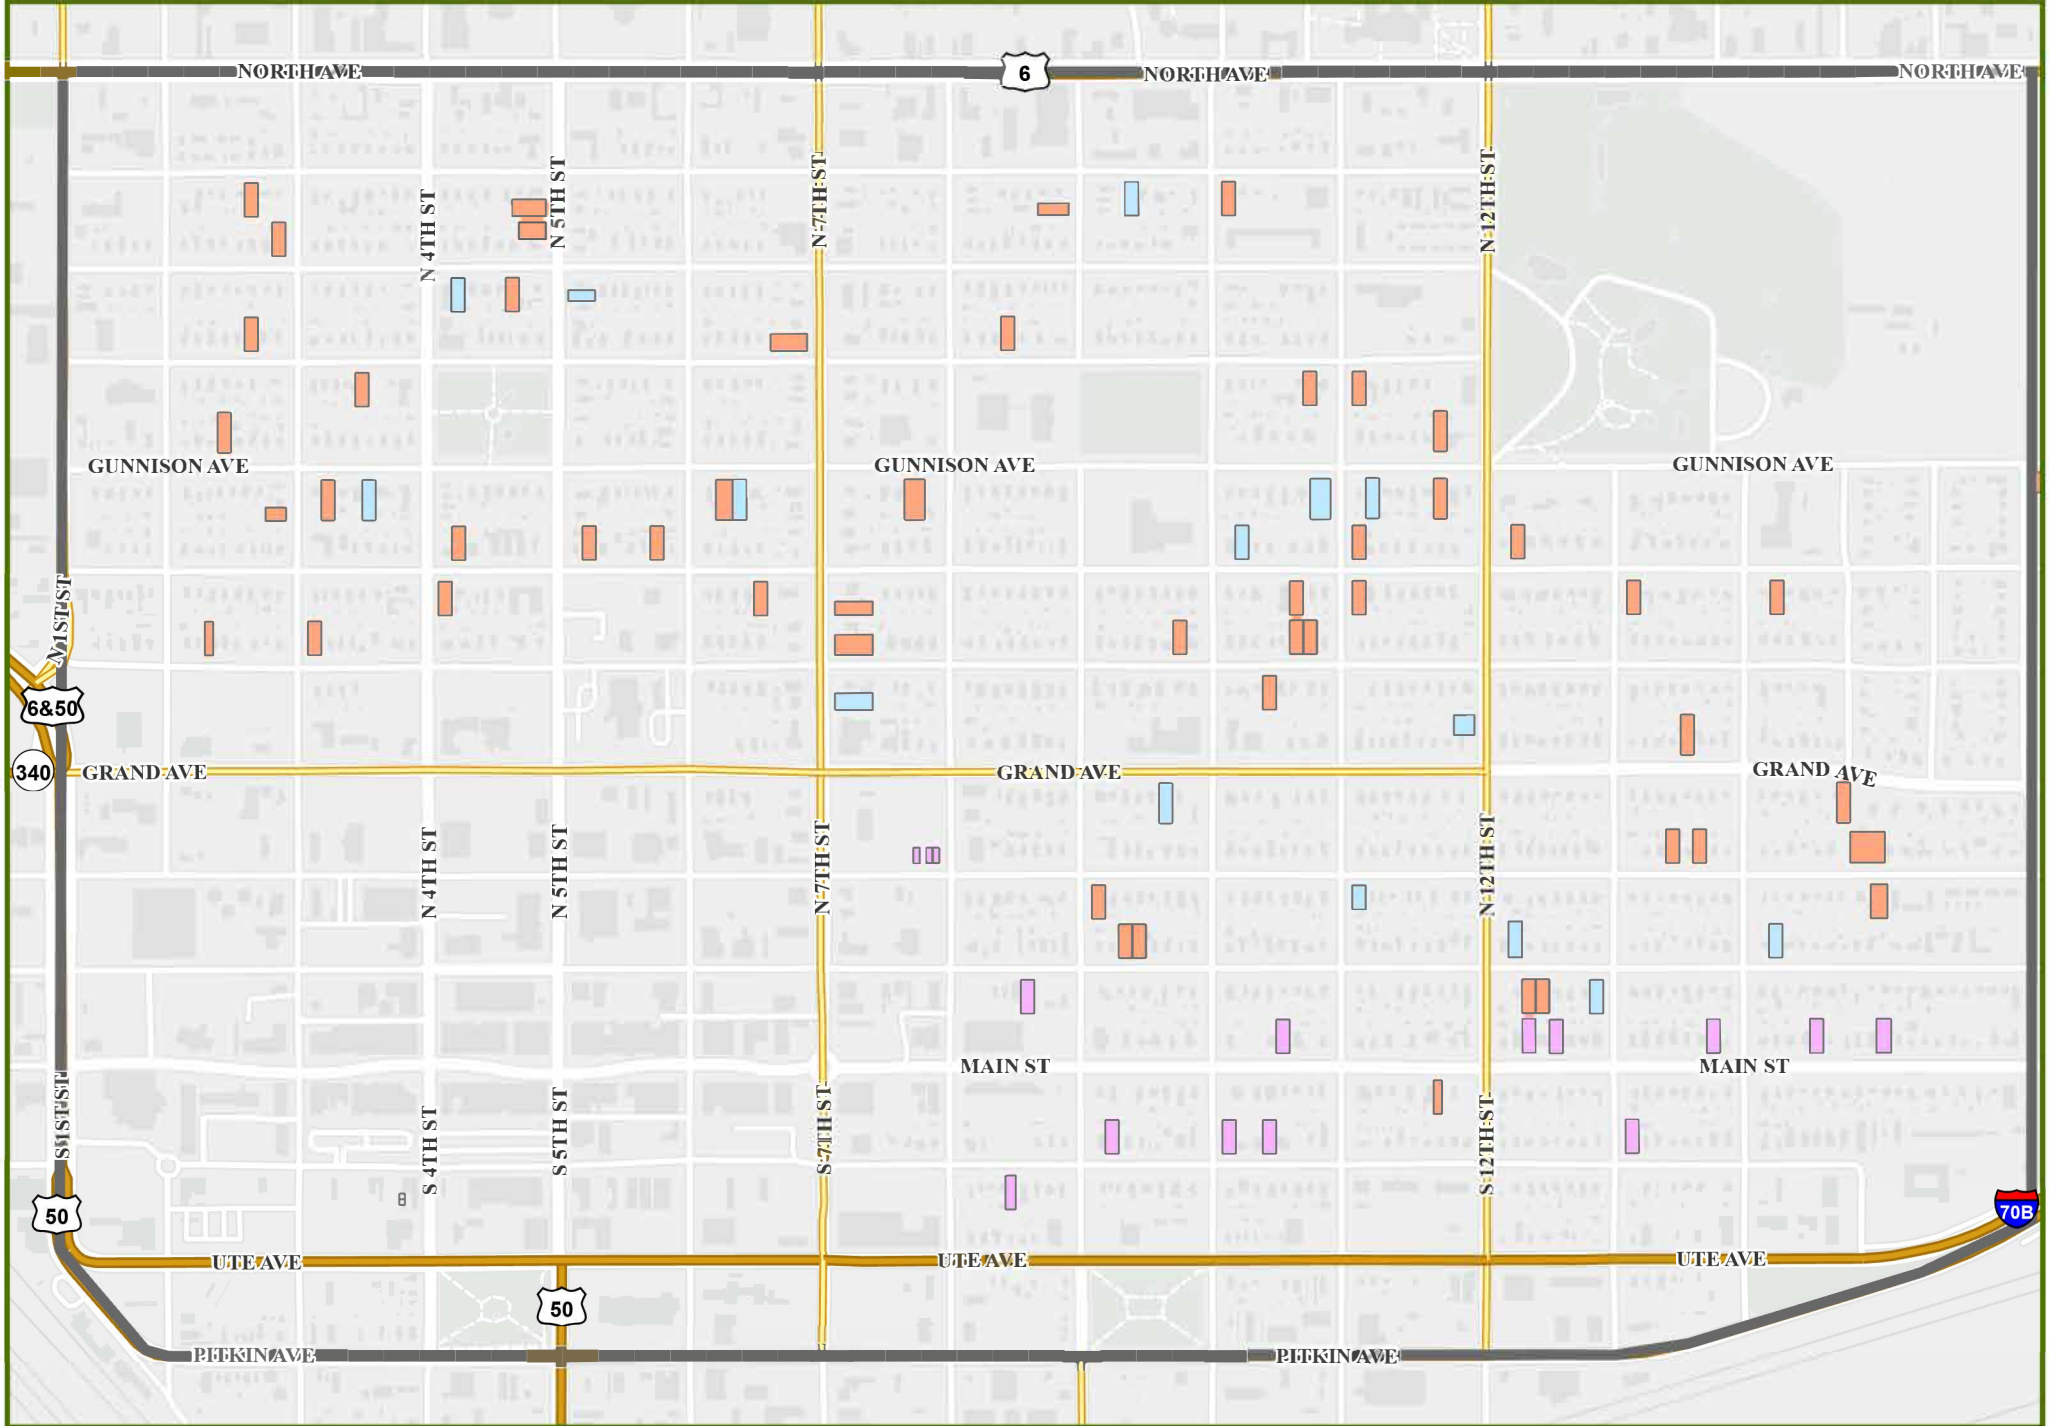 NORTH AVE
6
NORTH AVE
NORTH AVE
N 4TH ST
N 5TH ST
N 7TH ST
N 12TH ST
GUNNISON AVE
GUNNISON AVE
GUNNISON AVE
N 1ST ST
6&50
340
GRAND AVE
GRAND AVE
GRAND AVE
N 4TH ST
N 5TH ST
N 7TH ST
N 12TH ST
MAIN ST
MAIN ST
S 1ST ST
S 4TH ST
S 5TH ST
S 7TH ST
S 12TH ST
50
70B
UTE AVE
UTE AVE
UTE AVE
50
PITKIN AVE
PITKIN AVE